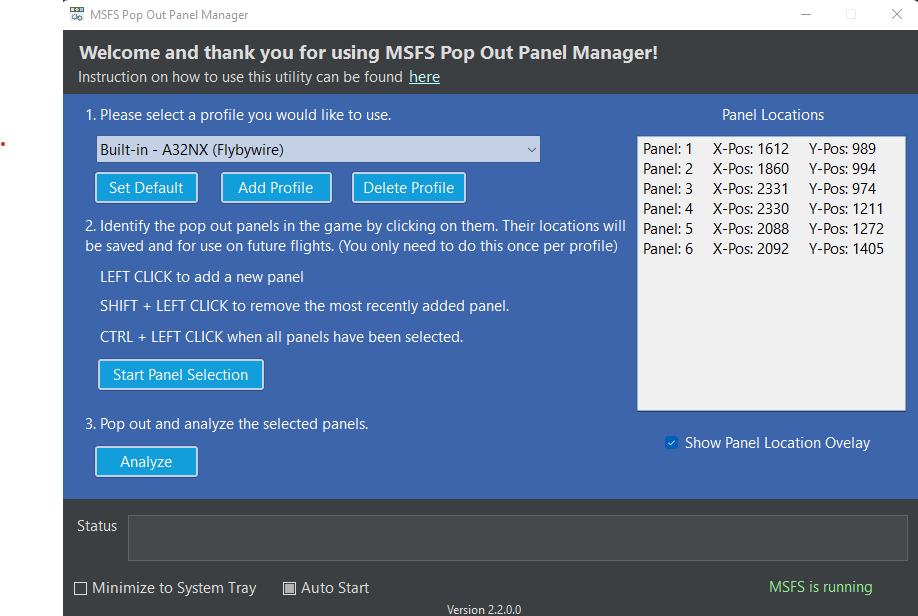 MSFS Pop Out Panel Manager
Welcome and thank you for using MSFS Pop Out Panel Manager!
Instruction on how to use this utility can be found here
1. Please select a profile you would like to use.
Built-in - A32NX (Flybywire)
Set Default Add Profile Delete Profile
2. Identify the pop out panels in the game by clicking on them. Their locations will
be saved and for use on future flights. (You only need to do this once per profile)
LEFT CLICK to add a new panel
SHIFT + LEFT CLICK to remove the most recently added panel.
CTRL + LEFT CLICK when all panels have been selected.
Start Panel Selection
3. Pop out and analyze the selected panels.
Analyze
Panel Locations
Panel: 1 X-Pos: 1612 Y-Pos: 989
Panel: 2 X-Pos: 1860 Y-Pos: 994
Panel: 3 X-Pos: 2331 Y-Pos: 974
Panel: 4 X-Pos: 2330 Y-Pos: 1211
Panel: 5 X-Pos: 2088 Y-Pos: 1272
Panel: 6 X-Pos: 2092 Y-Pos: 1405
Show Panel Location Ovelay
Status
Minimize to System Tray Auto Start MSFS is running
Version 2.2.0.0